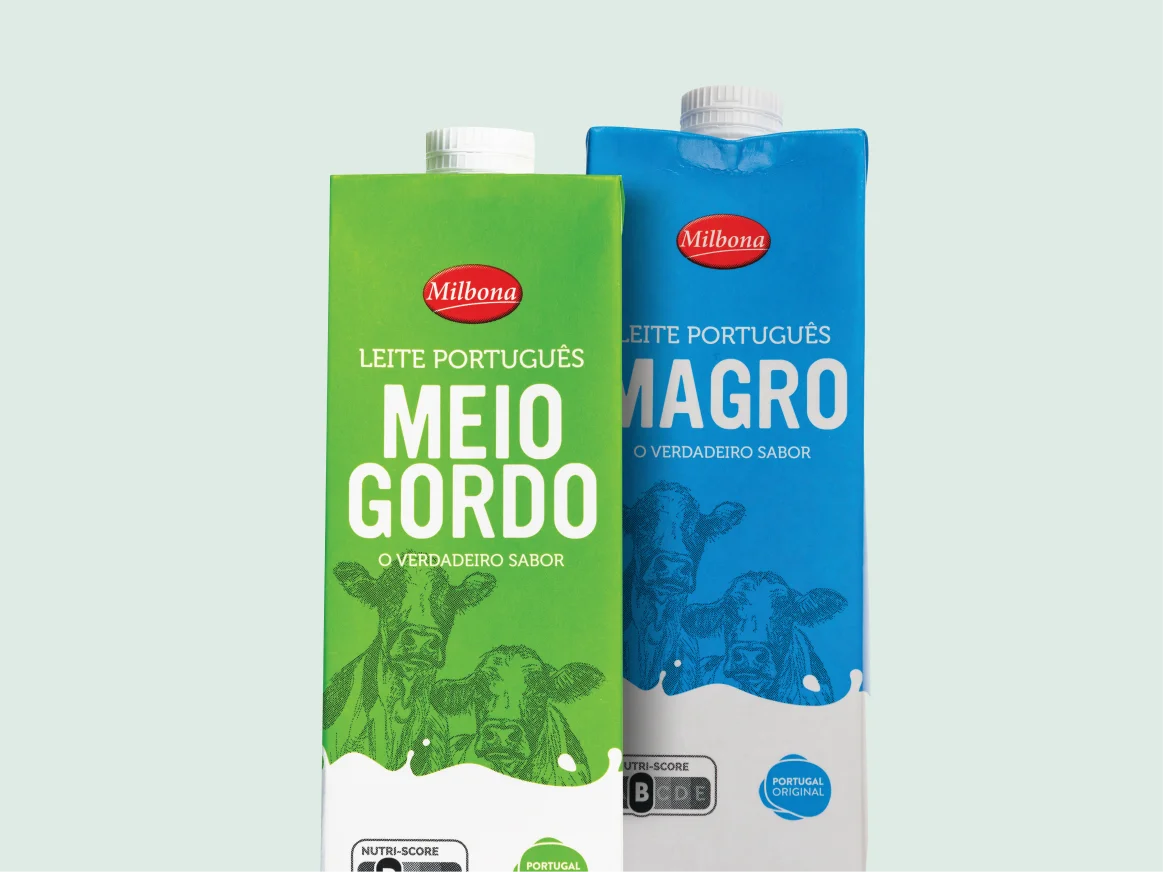 Milbona
LEITE PORTUGUÊS
MEIO
GORDO
O VERDADEIRO SABOR
NUTRI-SCORE
PORTUGAL
Milbona
LEITE PORTUGUÊS
MAGRO
O VERDADEIRO SABOR
UTRI-SCORE
B C D E
PORTUGAL
ORIGINAL